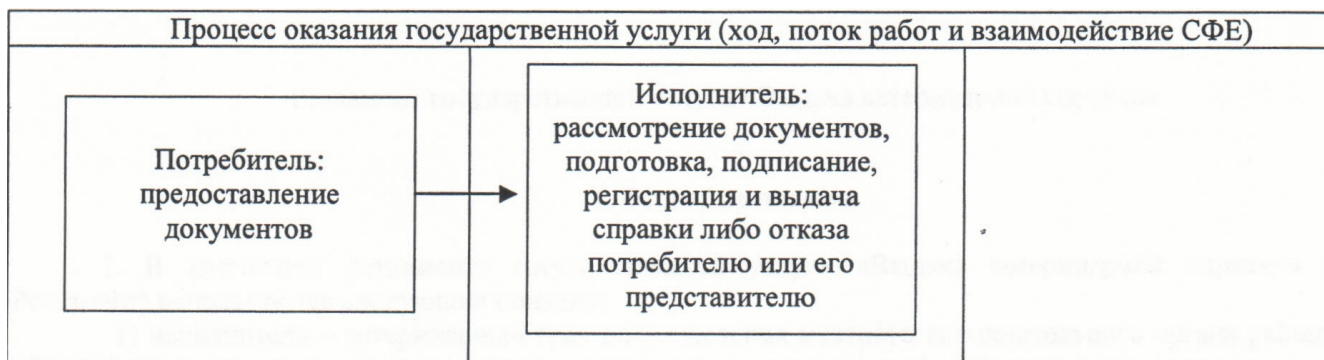 Процесс оказания государственной услуги (ход, поток работ и взаимодействие СФЕ)
Потребитель:
предоставление
документов
Исполнитель:
рассмотрение документов,
подготовка, подписание,
регистрация и выдача
справки либо отказа
потребителю или его
представителю